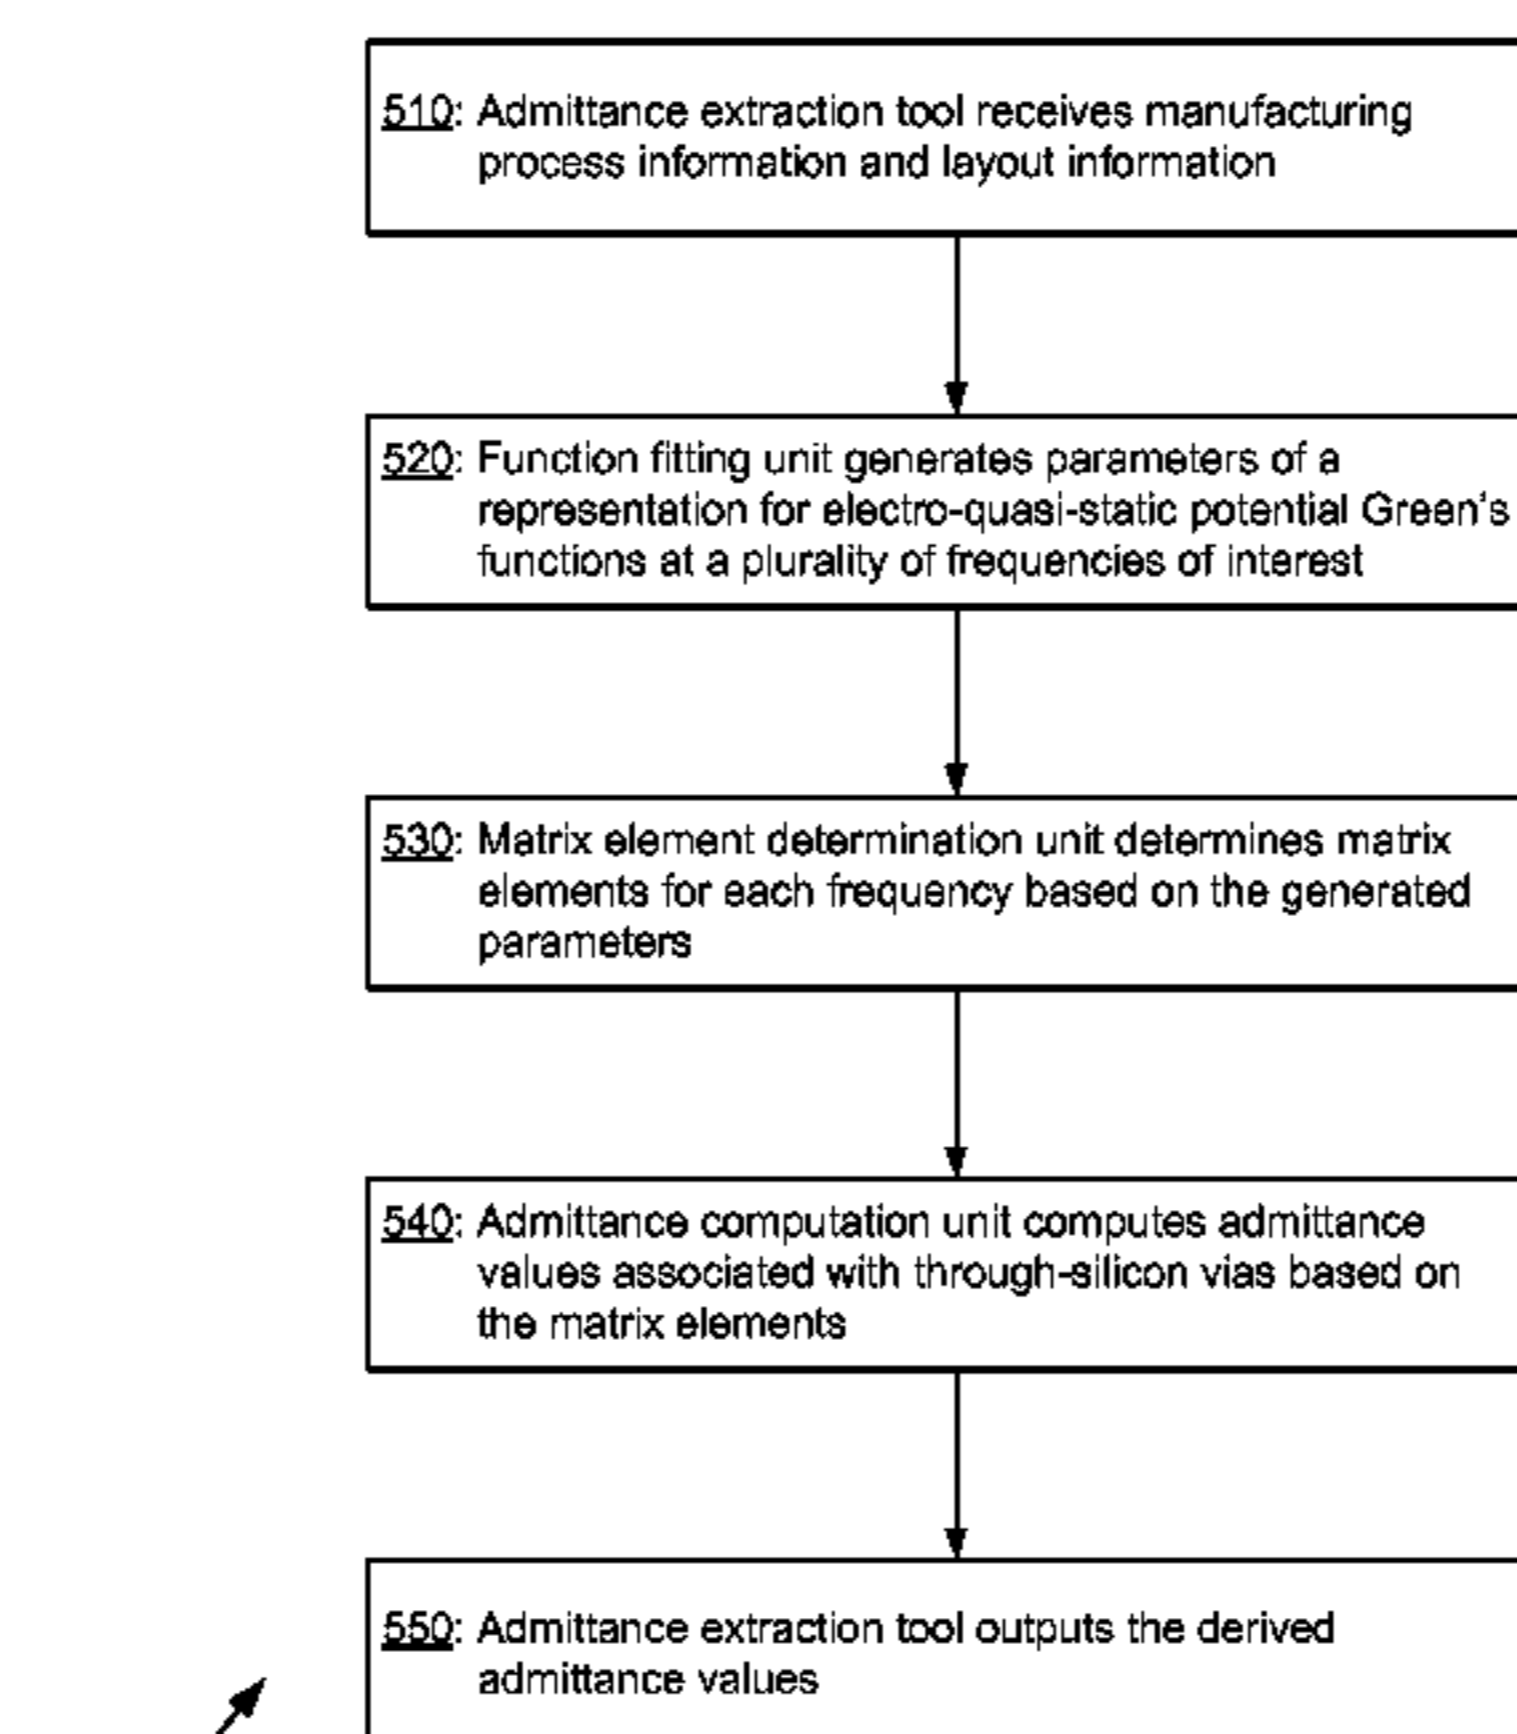 510: Admittance extraction tool receives manufacturing
process information and layout information
520: Function fitting unit generates parameters of a
representation for electro-quasi-static potential Green's
functions at a plurality of frequencies of interest
530: Matrix element determination unit determines matrix
elements for each frequency based on the generated
parameters
540: Admittance computation unit computes admittance
values associated with through-silicon vias based on
the matrix elements
550: Admittance extraction tool outputs the derived
admittance values